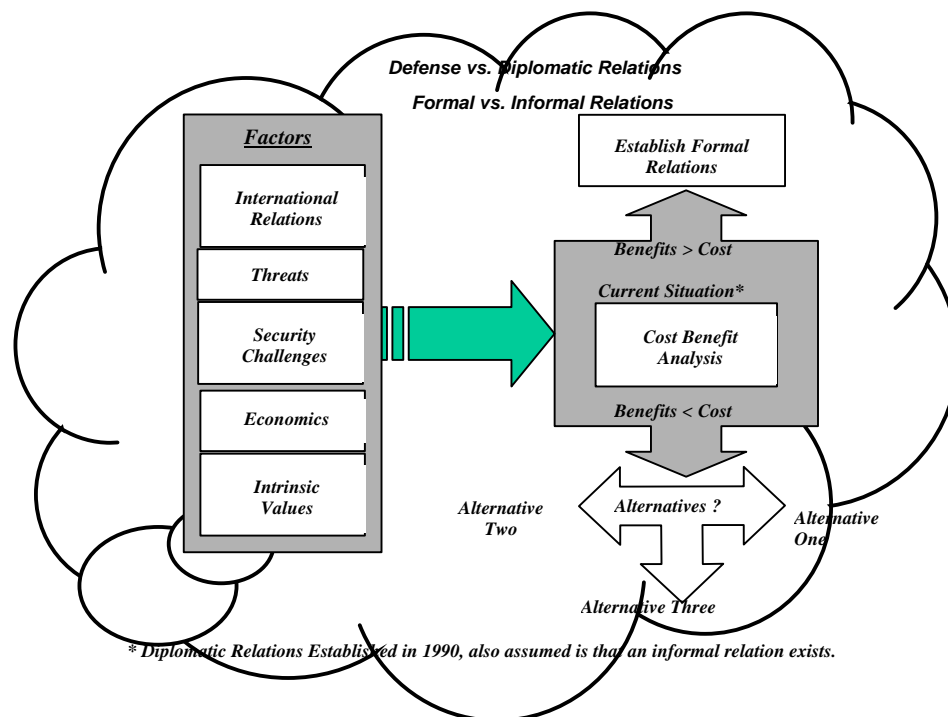 Defense vs. Diplomatic Relations
Formal vs. Informal Relations
Factors
International
Relations
Threats
Security
Challenges
Economics
Intrinsic
Values
Establish Formal
Relations
Benefits > Cost
Current Situation*
Cost Benefit
Analysis
Benefits < Cost
Alternatives ?
Alternative
Two
Alternative
One
Alternative Three
* Diplomatic Relations Established in 1990, also assumed is that an informal relation exists.